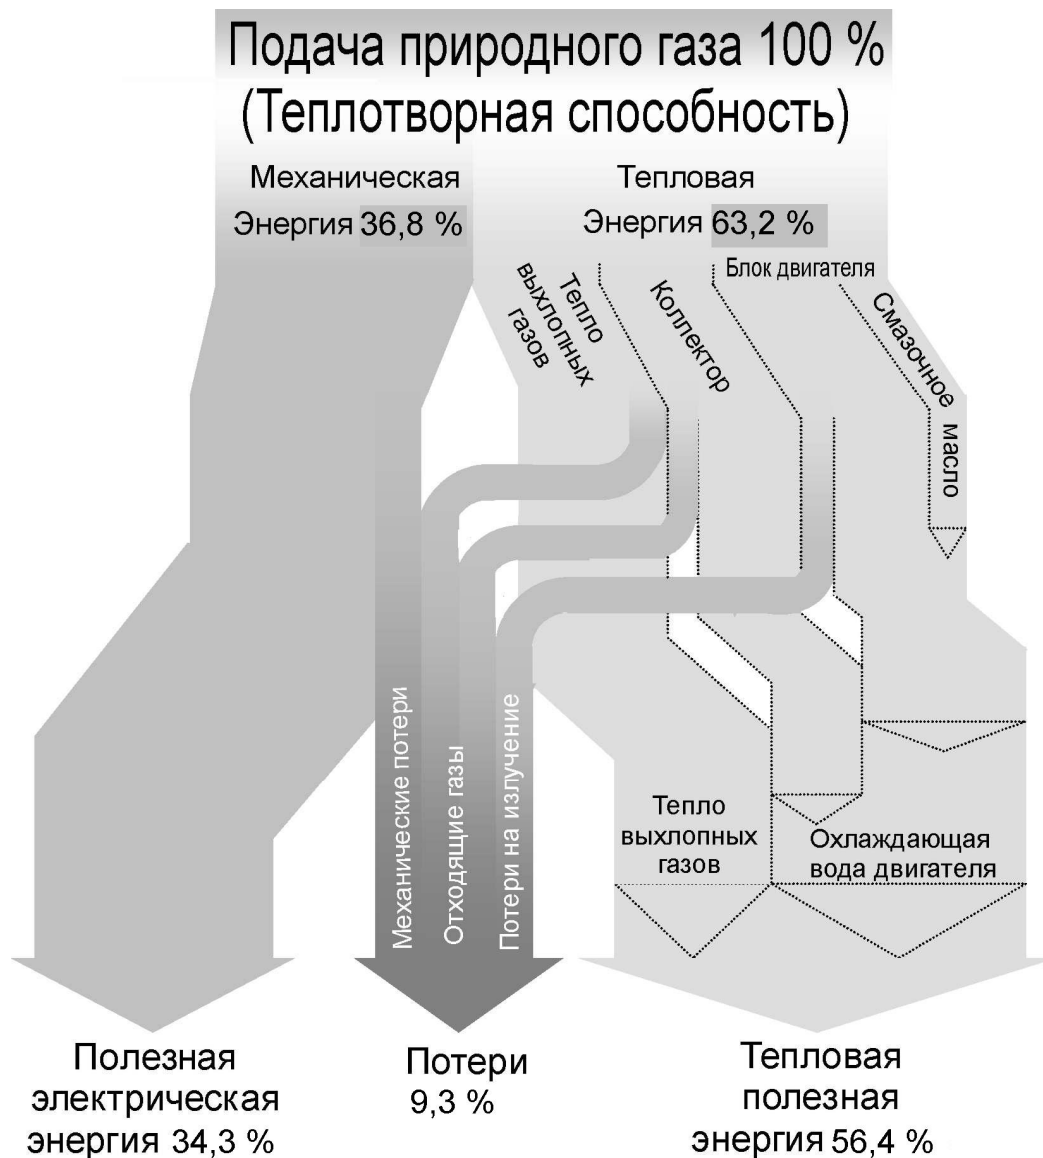 Подача природного газа 100 %
(Теплотворная способность)
Механическая
Энергия 36,8 %
Тепловая
Энергия 63,2 %
Тепло
выхлопных
газов
Коллектор
Блок двигателя
Смазочное масло
Механические потери
Отходящие газы
Потери на излучение
Тепло
выхлопных
газов
Охлаждающая
вода двигателя
Полезная
электрическая
энергия 34,3 %
Потери
9,3 %
Тепловая
полезная
энергия 56,4 %